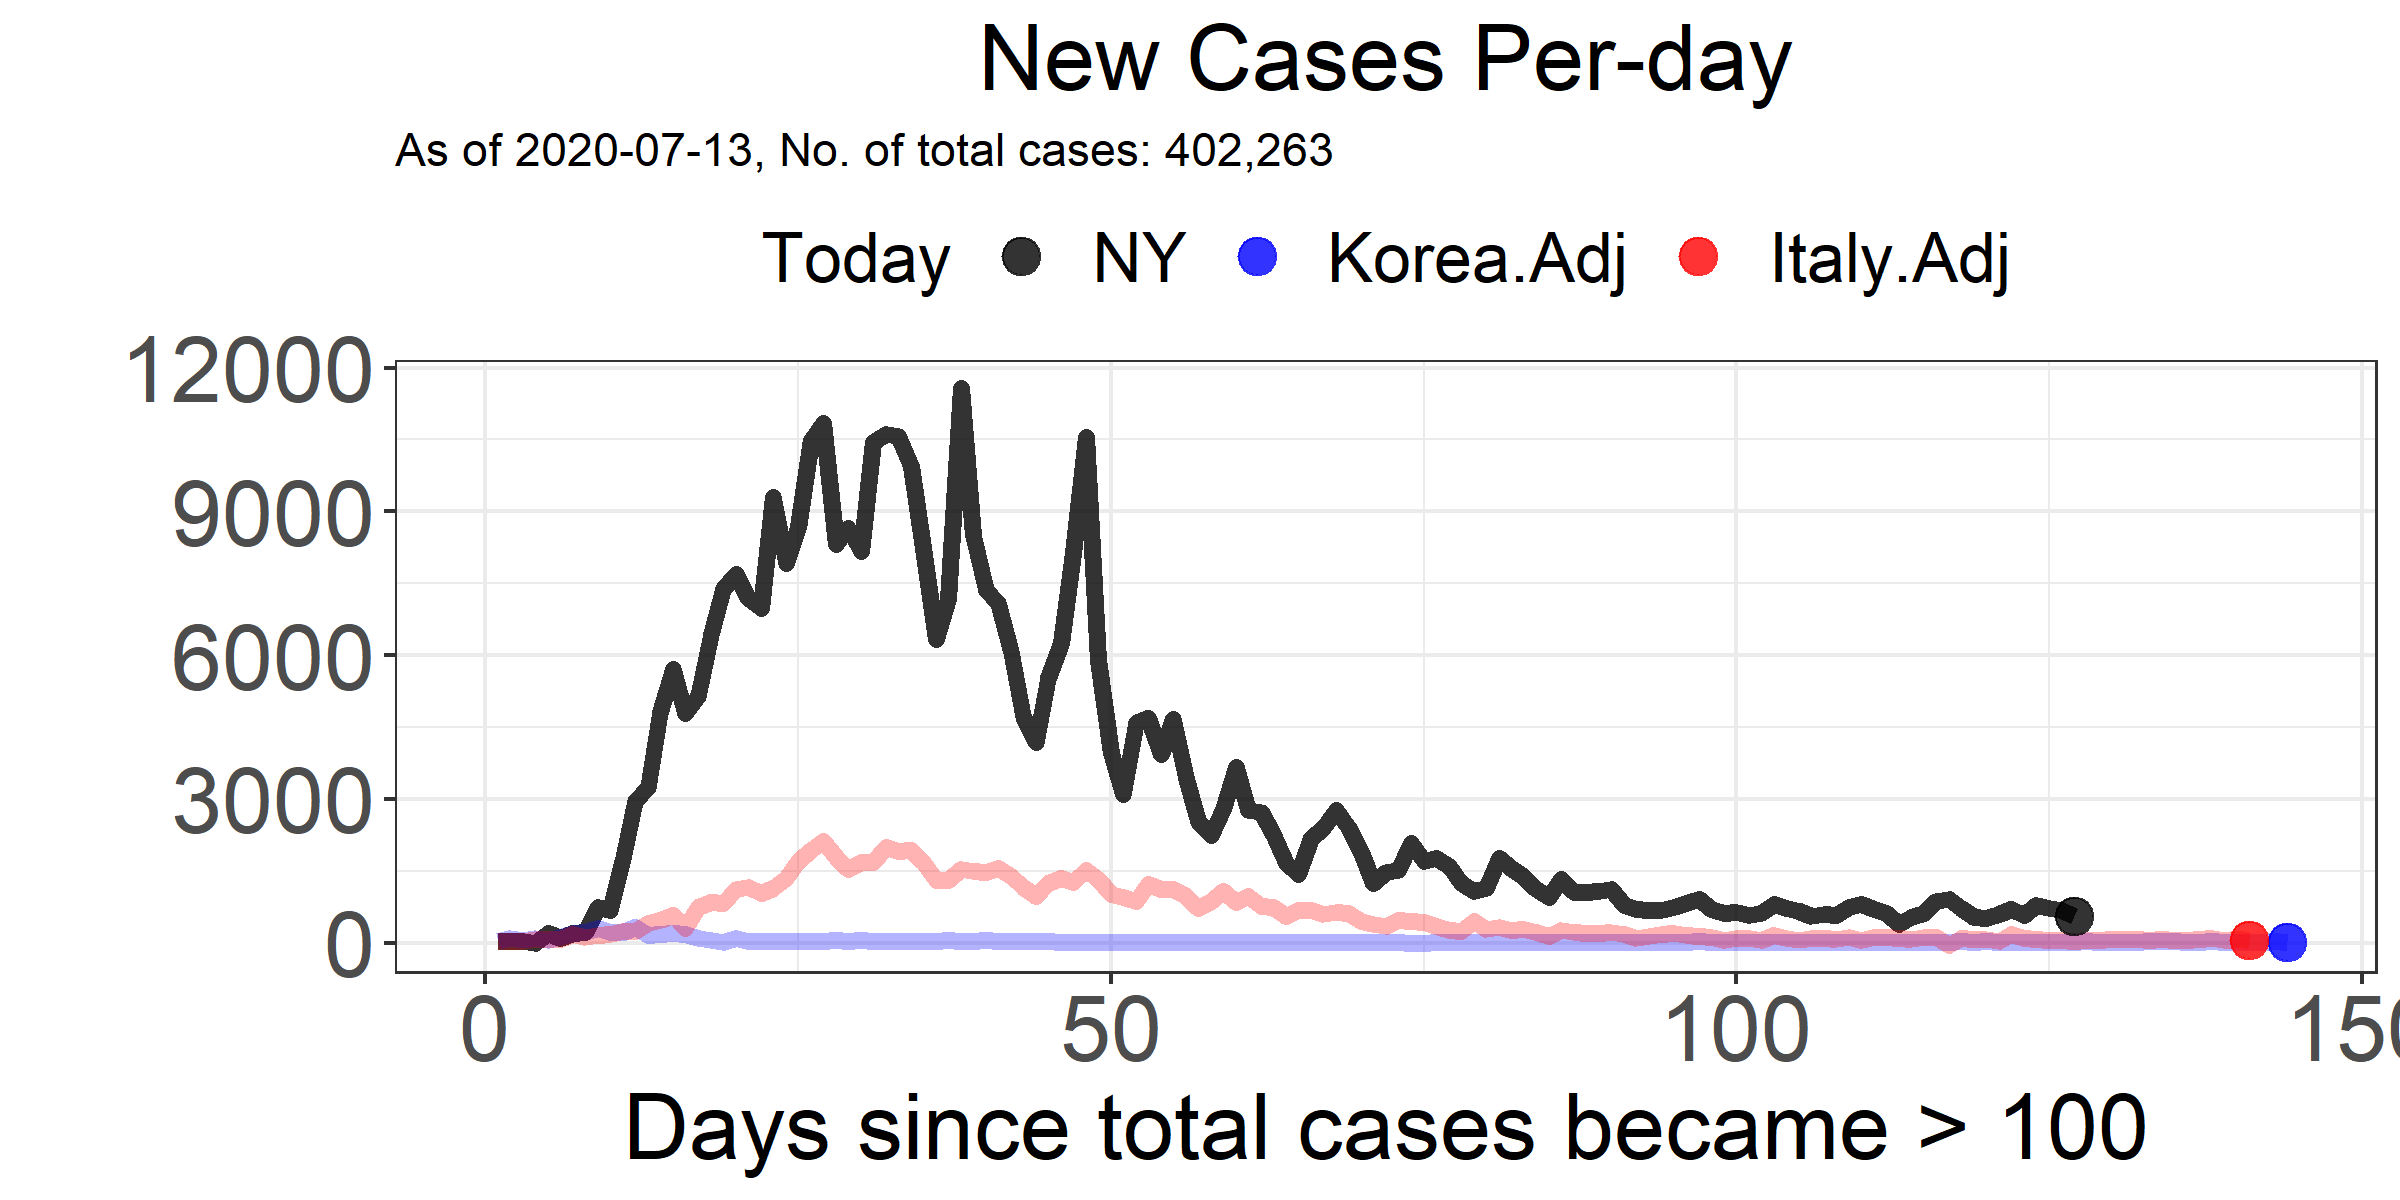 New Cases Per-day
As of 2020-07-13, No. of total cases: 402,263
Today NY Korea.Adj Italy.Adj
12000
9000
6000
3000
0
0 50 100 150
Days since total cases became > 100